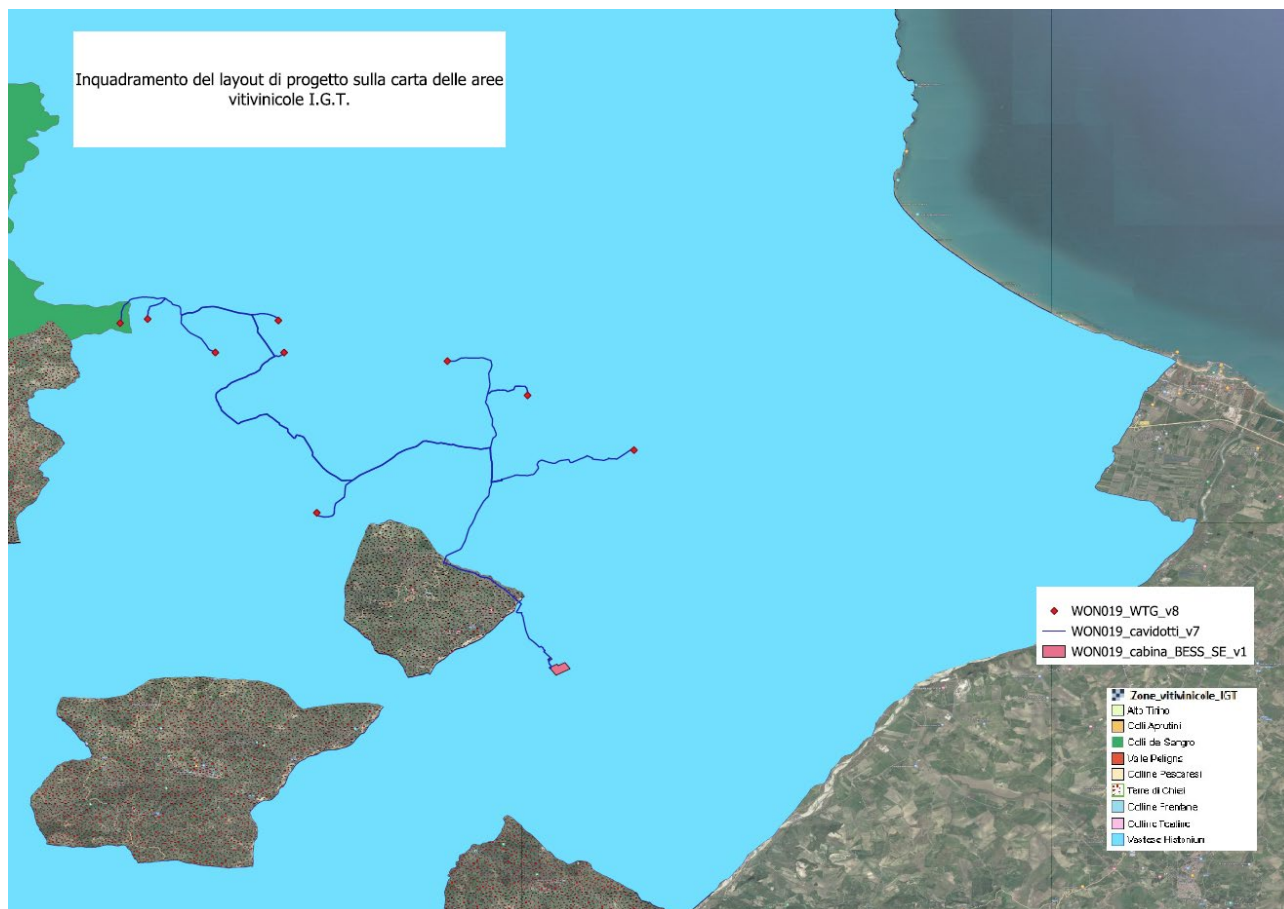 Inquadramento del layout di progetto sulla carta delle aree
vitivinicole I.G.T.
WON019_WTG_v8
WON019_cavidotti_v7
WON019_cabina_BESS_SE_v1
Zone_vitivinicole_IGT
Alto Tirino
Colli Aprutini
Colli del Sangro
Valle Peligna
Colline Pescaresi
Terre di Chieti
Colline Frentane
Colline Teatine
Vastese Histonium